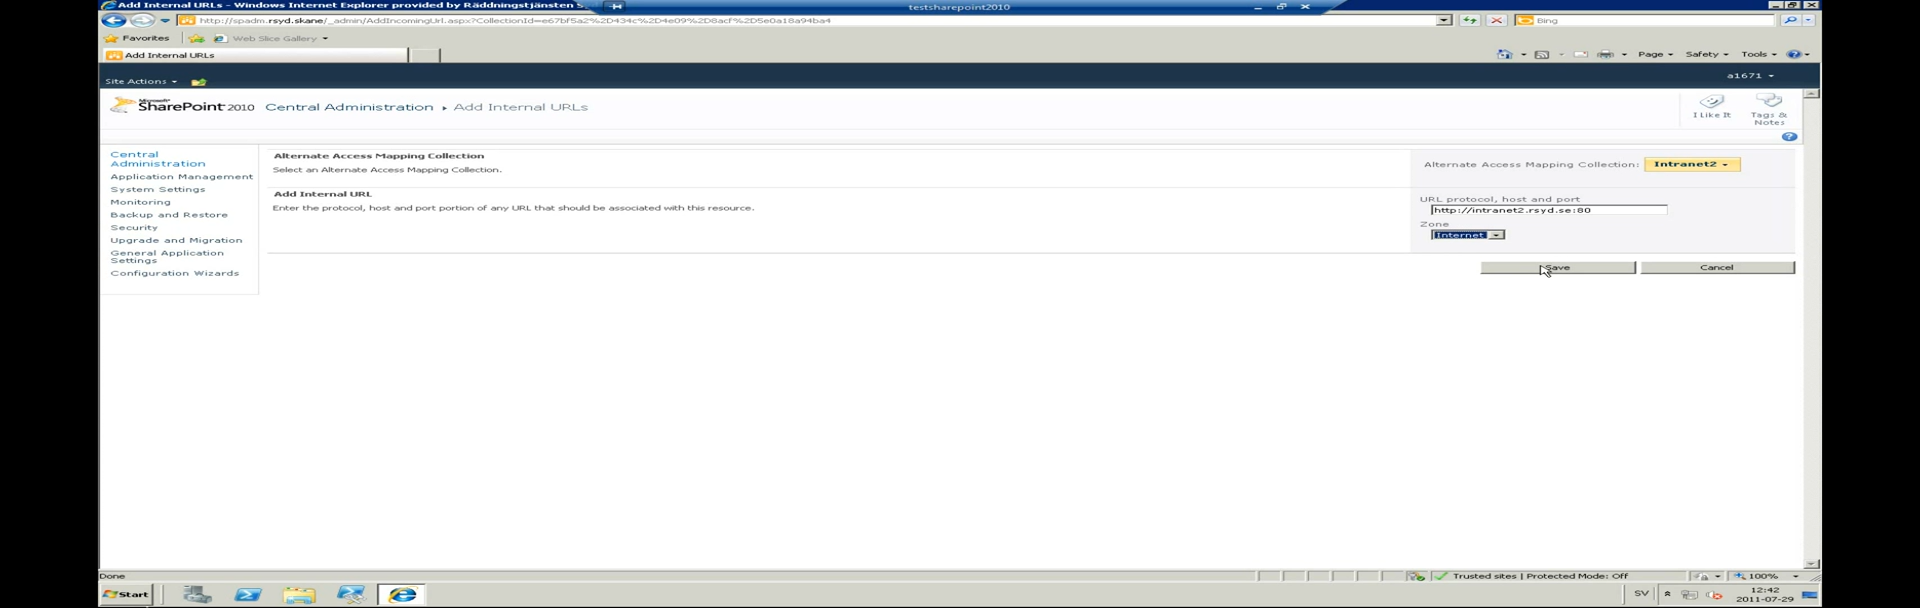 Add Internal URLs - Windows Internet Explorer provided by Räddningstjänsten S
testsharepoint2010
http://spadm.rsyd.skane/_admin/AddIncomingUrl.aspx?CollectionId=e67bf5a2%2D434c%2D4e09%2D8acf%2D5e0a18a94ba4
Bing
Favorites
Web Slice Gallery
Add Internal URLs
Page
Safety
Tools
Site Actions
a1671
Microsoft
SharePoint 2010
Central Administration
Add Internal URLs
I Like It
Tags &
Notes
Central
Administration
Application Management
System Settings
Monitoring
Backup and Restore
Security
Upgrade and Migration
General Application
Settings
Configuration Wizards
Alternate Access Mapping Collection
Select an Alternate Access Mapping Collection.
Alternate Access Mapping Collection: Intranet2
Add Internal URL
Enter the protocol, host and port portion of any URL that should be associated with this resource.
URL protocol, host and port
http://intranet2.rsyd.se:80
Zone
Internet
Save
Cancel
Done
Trusted sites | Protected Mode: Off
100%
Start
SV
12:42
2011-07-29